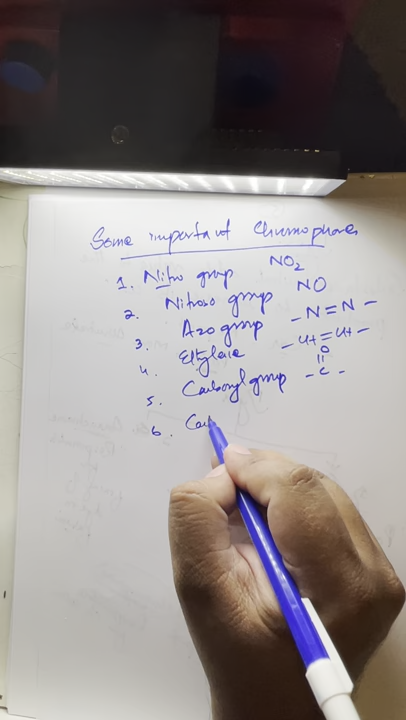 Some important Chromophores
1. Nitro group NO2
2. Nitroso group NO
3. Azo group -N=N-
4. Ethylene -CH=CH-
5. Carbonyl group -C- O
6. Ca